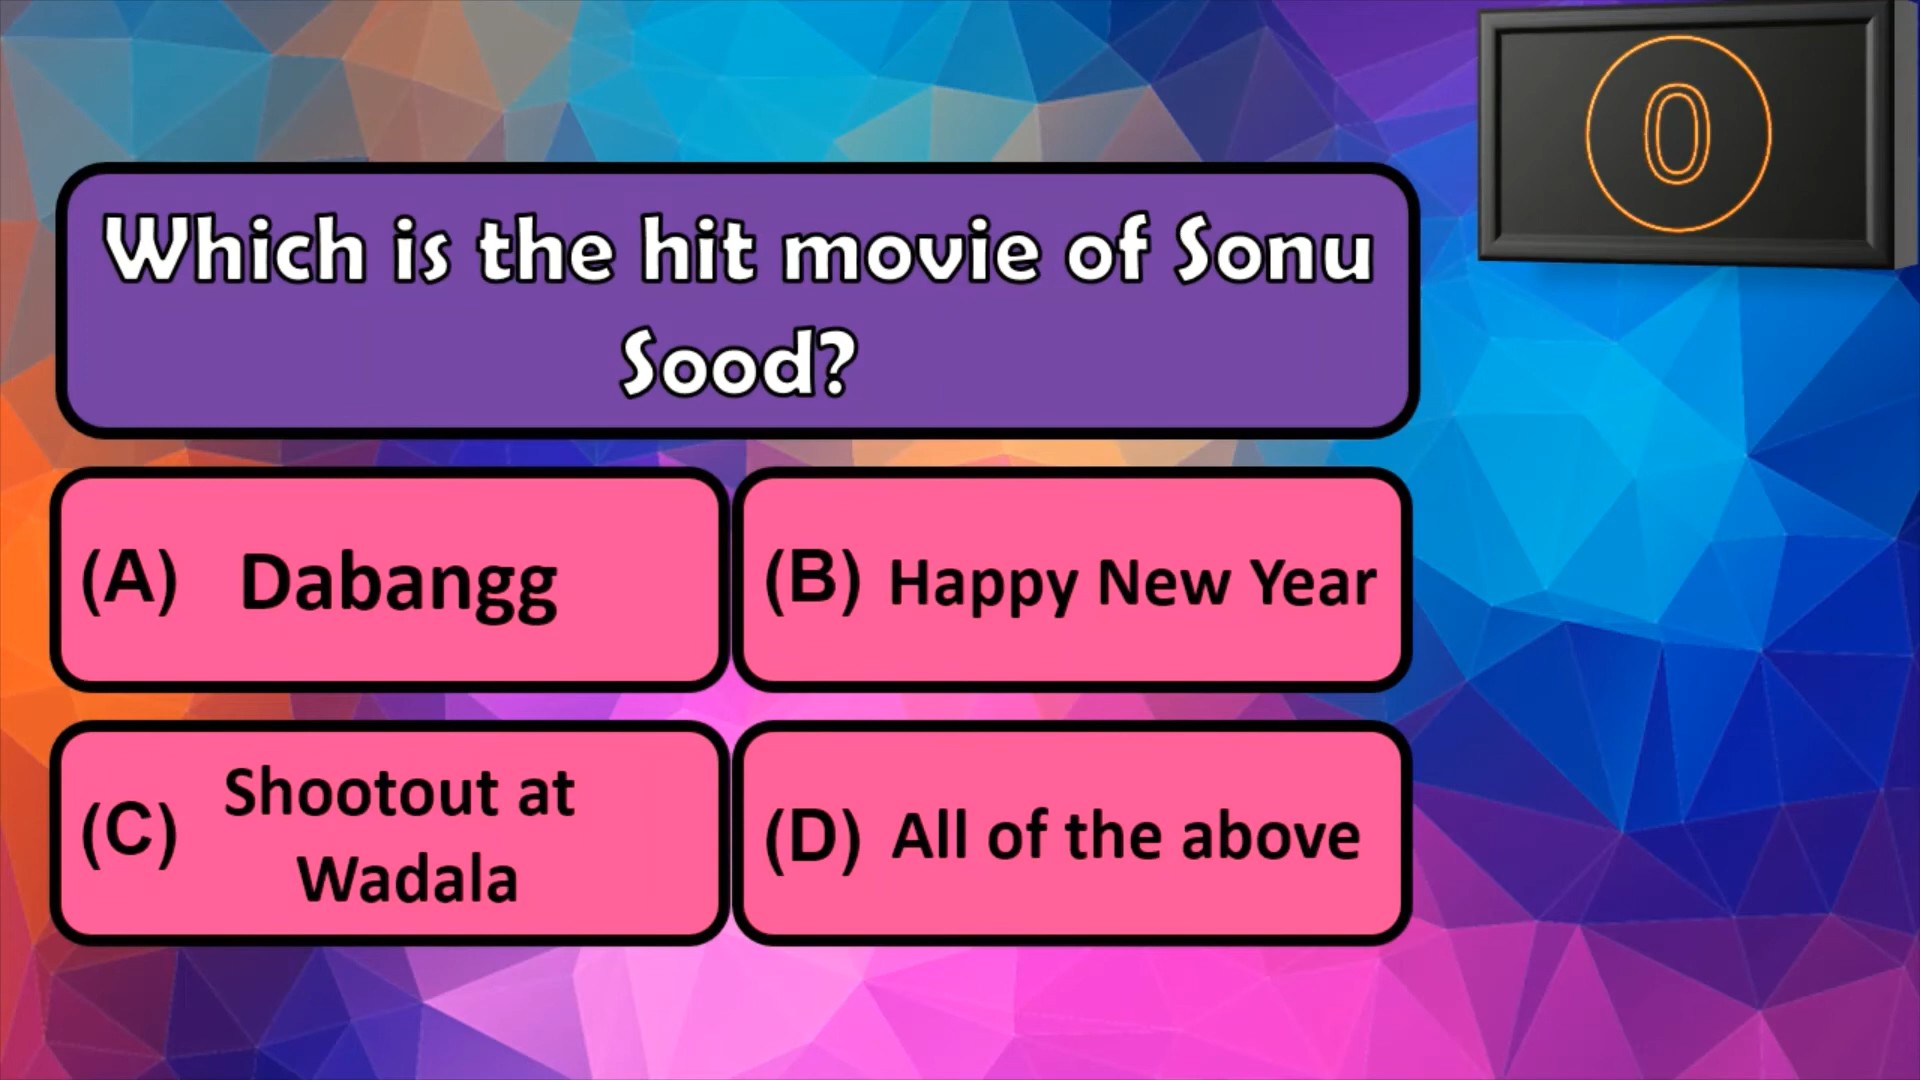 0
Which is the hit movie of Sonu
Sood?
(A) Dabangg
(B) Happy New Year
(C) Shootout at
Wadala
(D) All of the above